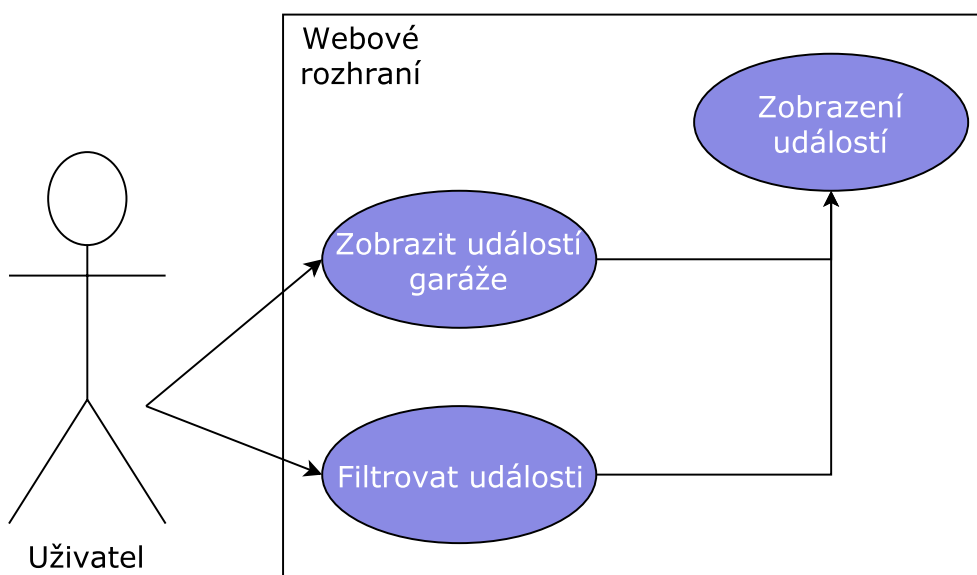 Webové
rozhraní
Zobrazení
událostí
Zobrazit událostí
garáže
Filtrovat události
Uživatel